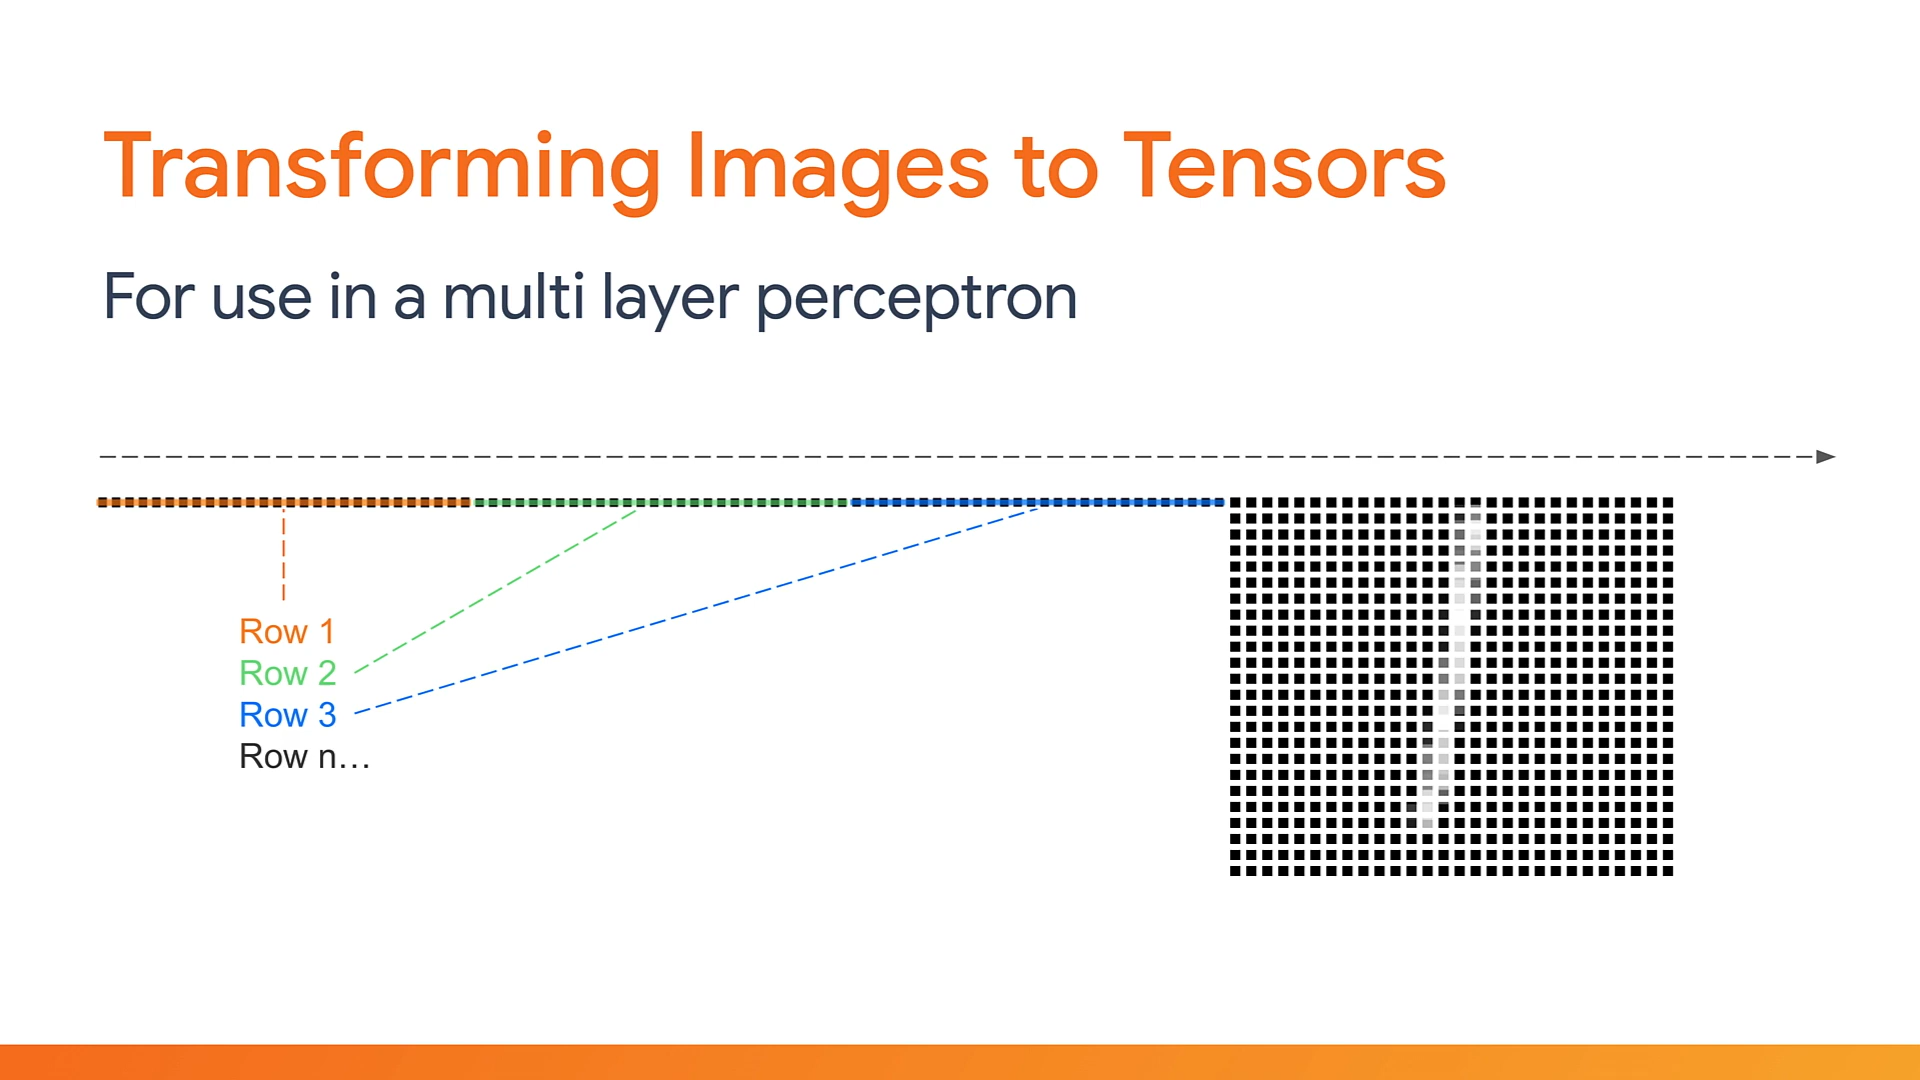 Transforming Images to Tensors
For use in a multi layer perceptron
Row 1
Row 2
Row 3
Row n…